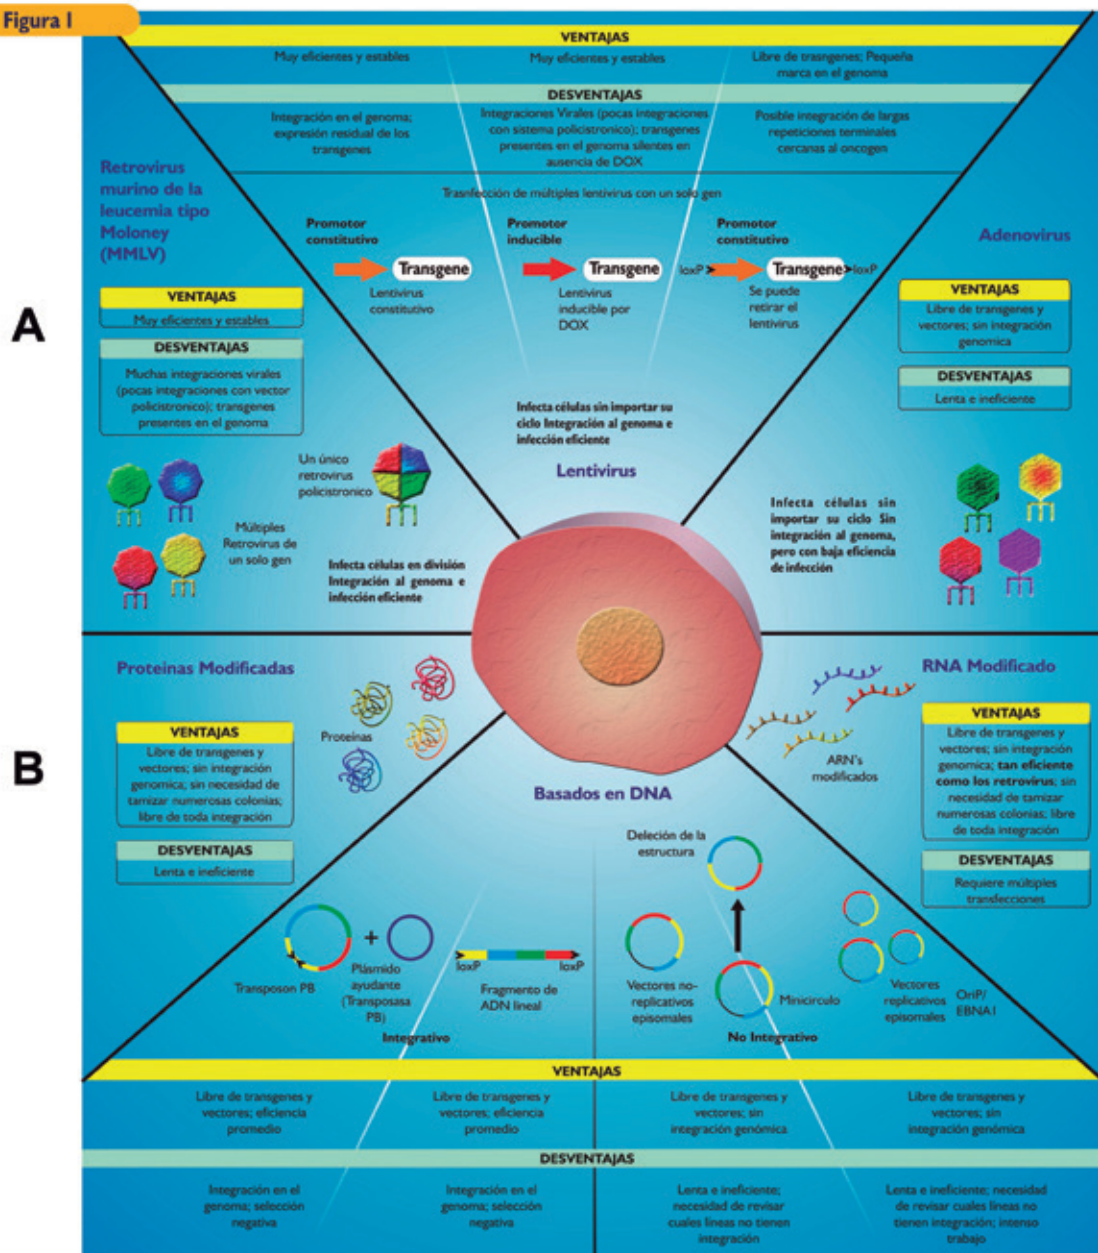 Figura 1
A
VENTAJAS
Muy eficientes y estables
Muy eficientes y estables
Libre de trasngenes; Pequeña
marca en el genoma
DESVENTAJAS
Integración en el genoma;
expresión residual de los
transgenes
Integraciones Virales (pocas integraciones
con sistema policistronico); transgenes
presentes en el genoma silentes en
ausencia de DOX
Posible integración de largas
repeticiones terminales
cercanas al oncogen
Trasnfección de múltiples lentivirus con un solo gen
Promotor
constitutivo
Transgene
Lentivirus
constitutivo
Promotor
inducible
Transgene
Lentivirus
inducible por
DOX
Promotor
constitutivo
loxP
Transgene
loxP
Se puede
retirar el
lentivirus
Infecta células sin importar su
ciclo Integración al genoma e
infección eficiente
Lentivirus
Retrovirus
murino de la
leucemia tipo
Moloney
(MMLV)
VENTAJAS
Muy eficientes y estables
DESVENTAJAS
Muchas integraciones virales
(pocas integraciones con vector
policistronico); transgenes
presentes en el genoma
Un único
retrovirus
policistronico
Múltiples
Retrovirus de
un solo gen
Infecta células en división
Integración al genoma e
infección eficiente
Adenovirus
VENTAJAS
Libre de transgenes y
vectores; sin integración
genomica
DESVENTAJAS
Lenta e ineficiente
Infecta células sin
importar su ciclo Sin
integración al genoma,
pero con baja eficiencia
de infección
B
Proteinas Modificadas
VENTAJAS
Libre de transgenes y
vectores; sin integración
genomica; sin necesidad de
tamizar numerosas colonias;
libre de toda integración
DESVENTAJAS
Lenta e ineficiente
Proteínas
RNA Modificado
VENTAJAS
Libre de transgenes y
vectores; sin integración
genomica; tan eficiente
como los retrovirus; sin
necesidad de tamizar
numerosas colonias; libre
de toda integración
DESVENTAJAS
Requiere múltiples
transfecciones
ARN's
modificados
Basados en DNA
Transposon PB
+
Plásmido
ayudante
(Transposasa
PB)
loxP
loxP
Fragmento de
ADN lineal
Integrativo
Deleción de la
estructura
Vectores no-
replicativos
episomales
Minicirculo
Vectores
replicativos
episomales
OriP/
EBNA1
No Integrativo
VENTAJAS
Libre de transgenes y
vectores; eficiencia
promedio
Libre de transgenes y
vectores; eficiencia
promedio
Libre de transgenes y
vectores; sin
integración genómica
Libre de transgenes y
vectores; sin
integración genómica
DESVENTAJAS
Integración en el
genoma; selección
negativa
Integración en el
genoma; selección
negativa
Lenta e ineficiente;
necesidad de revisar
cuales líneas no tienen
integración
Lenta e ineficiente; necesidad
de revisar cuales líneas no
tienen integración; intenso
trabajo